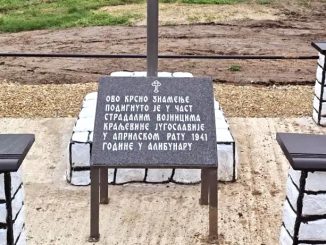 ОВО КРСНО ЗНАМЕЊЕ
ПОДИГНУТО ЈЕ У ЧАСТ
СТРАДАЛИМ ВОЈНИЦИМА
КРАЉЕВИНЕ ЈУГОСЛАВИЈЕ
У АПРИЛСКОМ РАТУ 1941
ГОДИНЕ У АЛИБУНАРУ